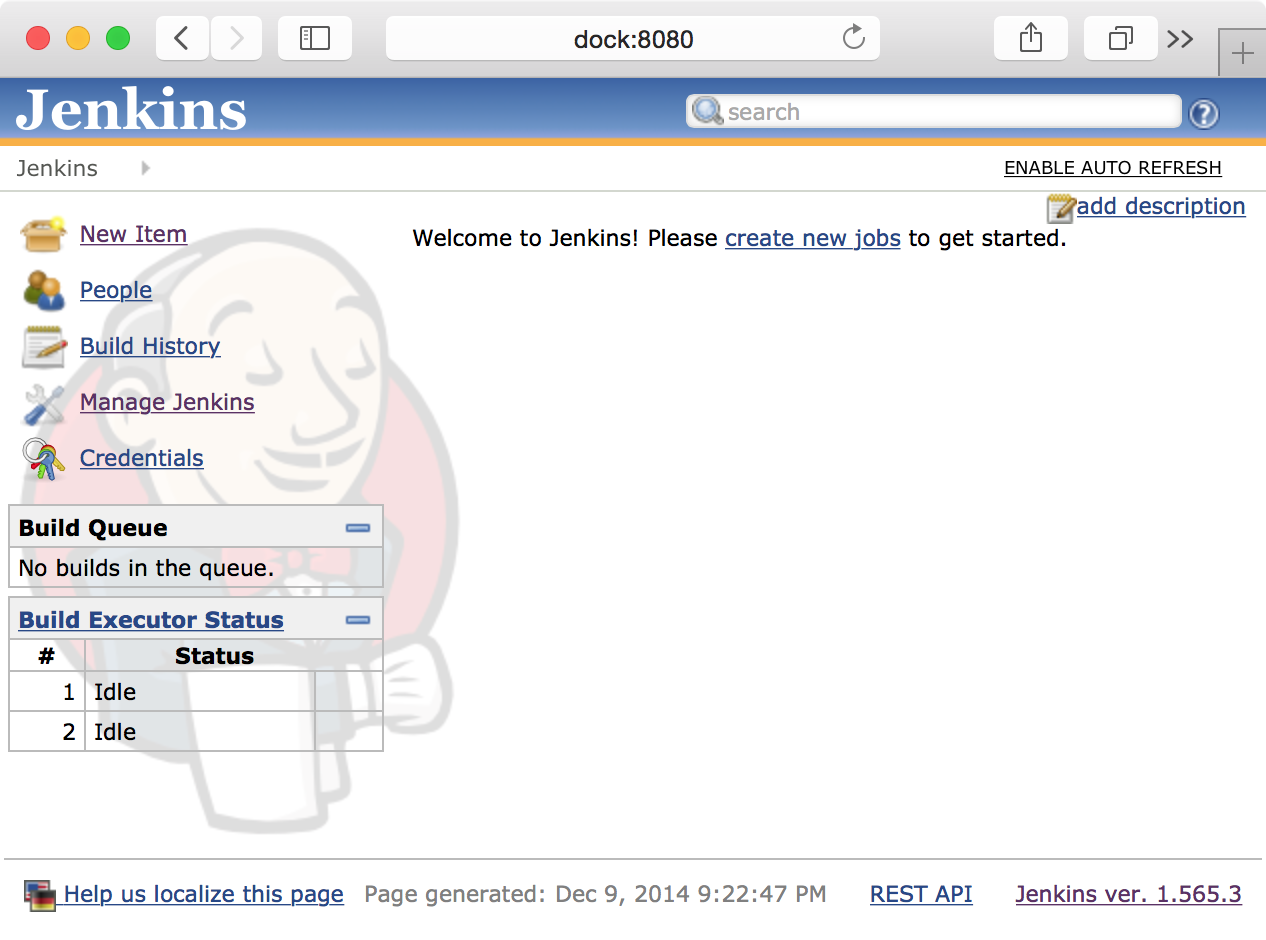 dock:8080
Jenkins
search
?
Jenkins
ENABLE AUTO REFRESH
add description
New Item
Welcome to Jenkins! Please create new jobs to get started.
People
Build History
Manage Jenkins
Credentials
Build Queue
No builds in the queue.
Build Executor Status
# Status
1 Idle
2 Idle
Help us localize this page Page generated: Dec 9, 2014 9:22:47 PM REST API Jenkins ver. 1.565.3